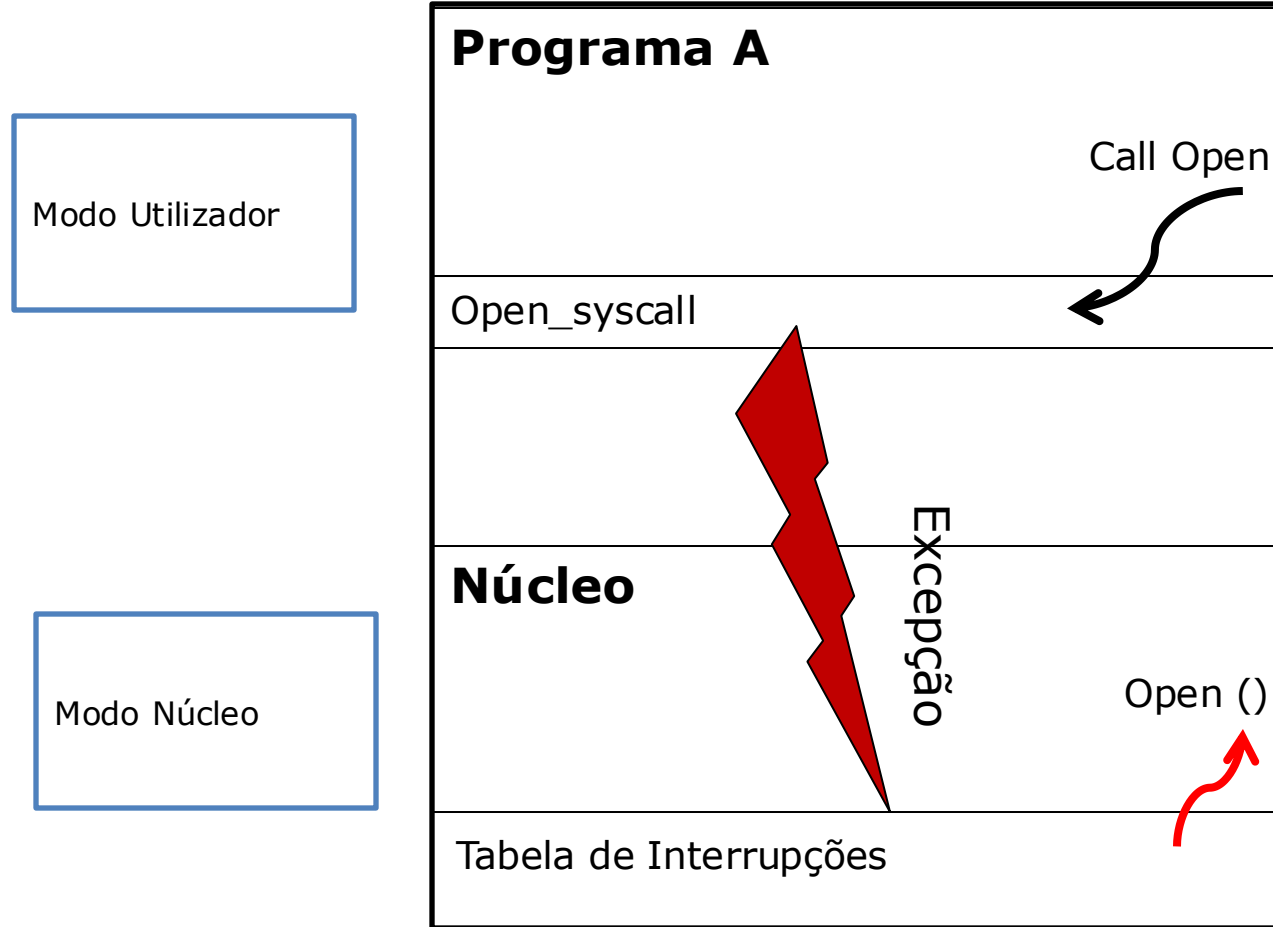 Programa A
Call Open
Modo Utilizador
Open_syscall
Excepção
Núcleo
Modo Núcleo
Open ()
Tabela de Interrupções